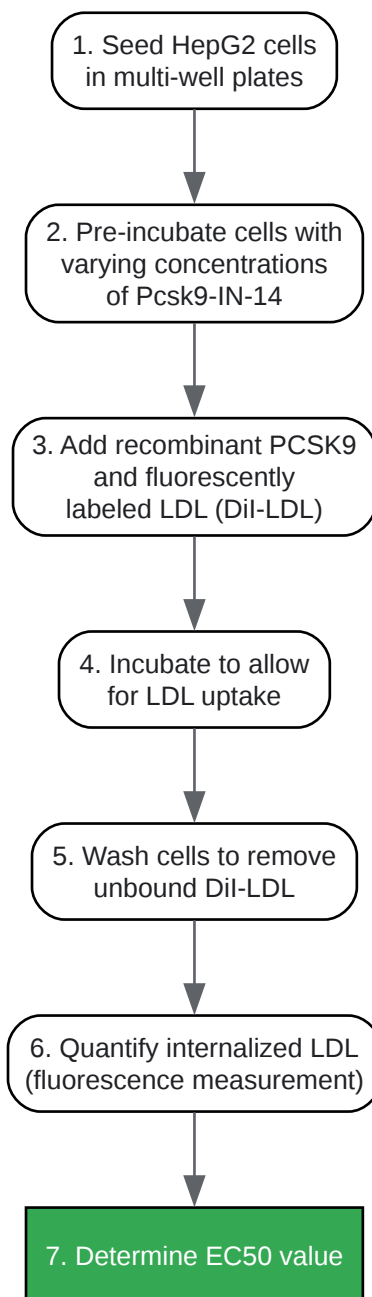 1. Seed HepG2 cells
in multi-well plates
2. Pre-incubate cells with
varying concentrations
of Pcsk9-IN-14
3. Add recombinant PCSK9
and fluorescently
labeled LDL (DiI-LDL)
4. Incubate to allow
for LDL uptake
5. Wash cells to remove
unbound DiI-LDL
6. Quantify internalized LDL
(fluorescence measurement)
7. Determine EC50 value